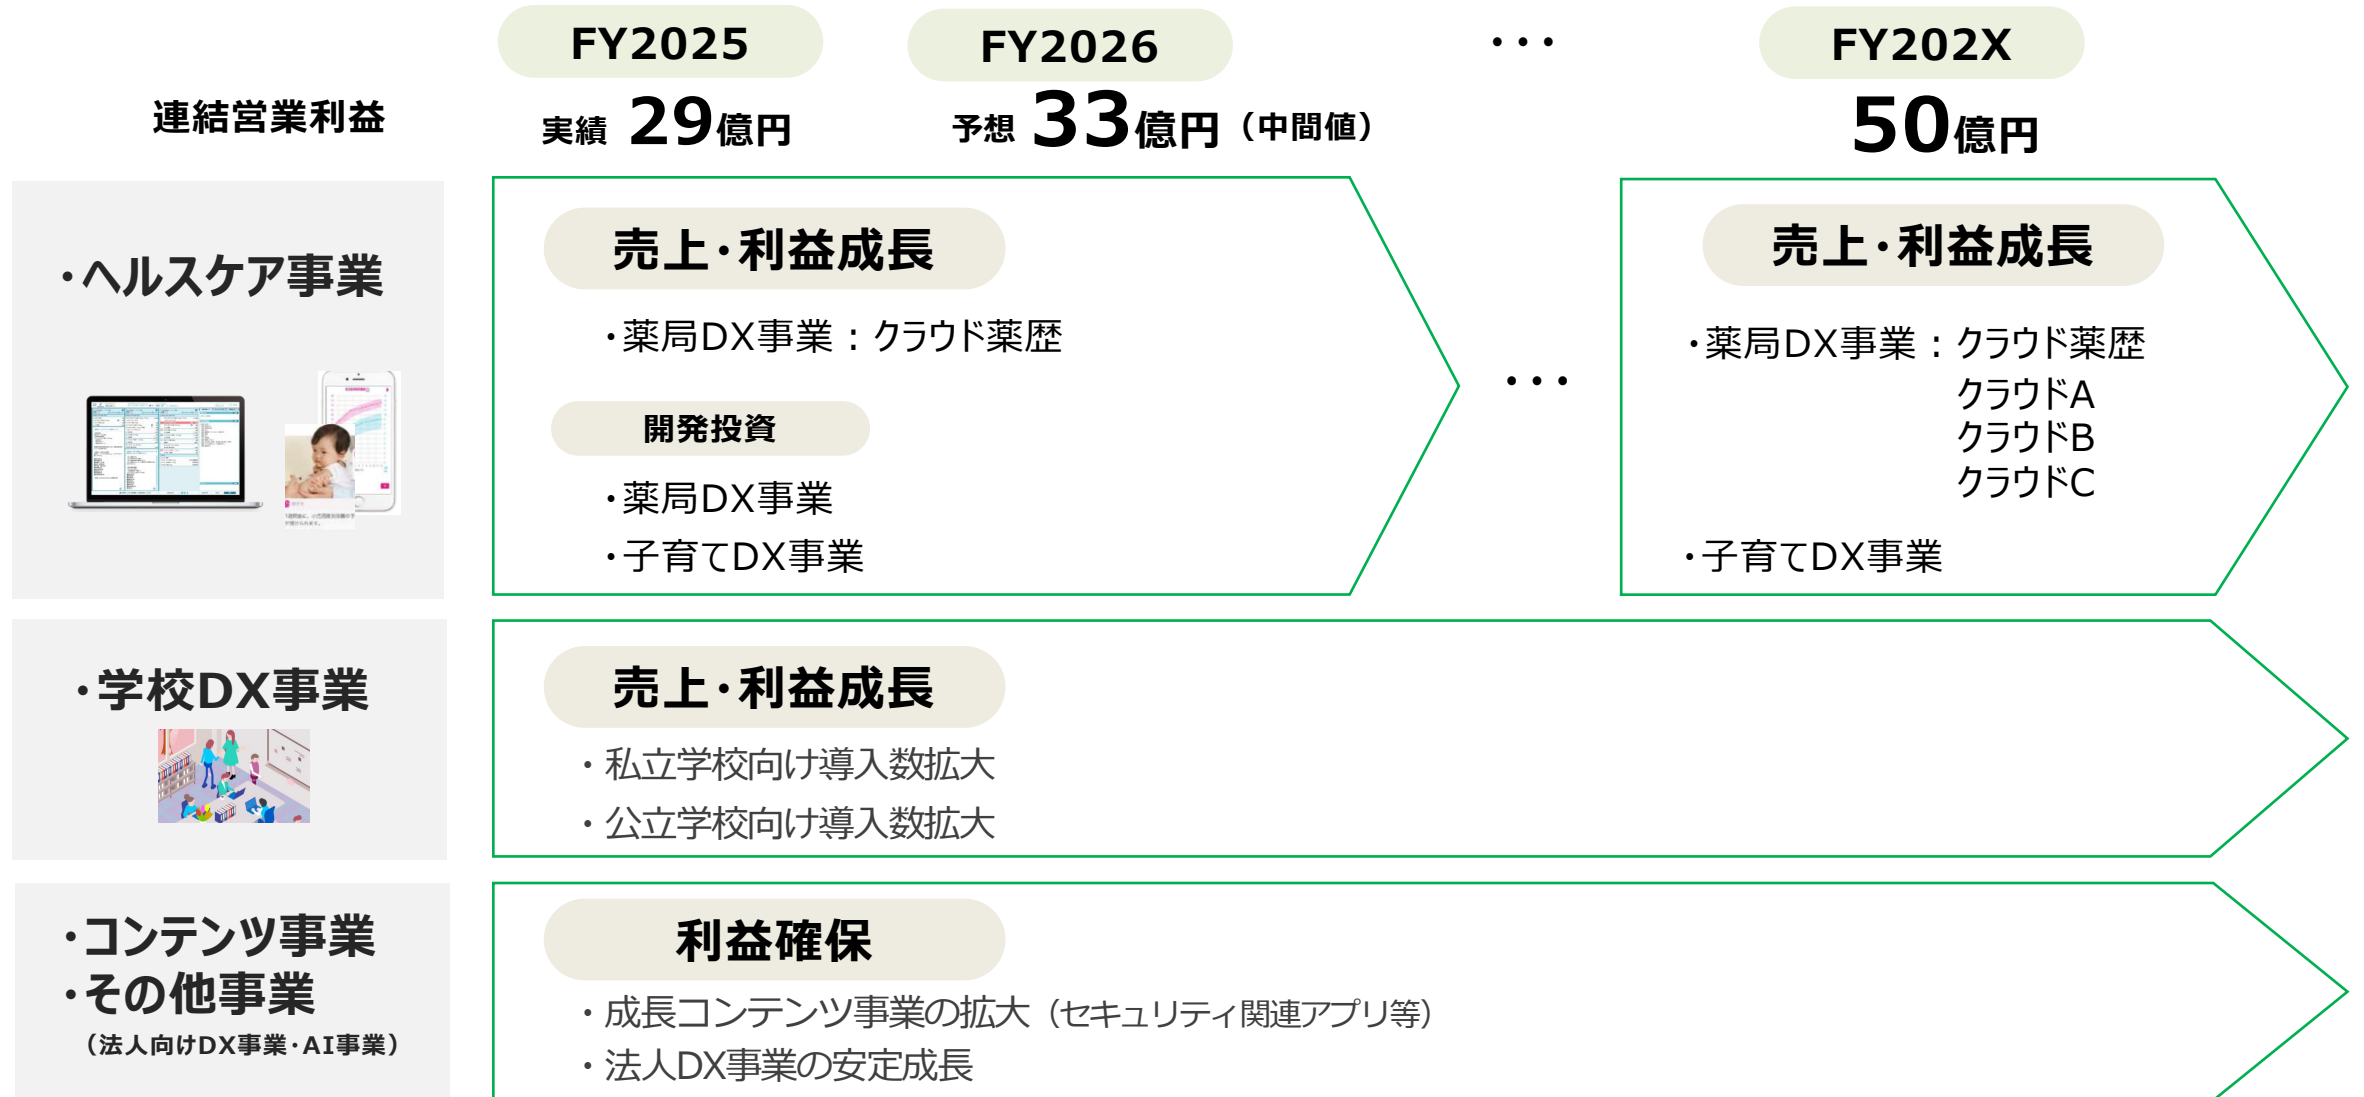 FY2025
FY2026
・・・
FY202X
連結営業利益
実績 29億円
予想 33億円（中間値）
50億円
・ヘルスケア事業
売上・利益成長
・薬局DX事業：クラウド薬歴
開発投資
・薬局DX事業
・子育てDX事業
・・・
売上・利益成長
・薬局DX事業：クラウド薬歴
クラウドA
クラウドB
クラウドC
・子育てDX事業
・学校DX事業
売上・利益成長
・私立学校向け導入数拡大
・公立学校向け導入数拡大
・コンテンツ事業
・その他事業
（法人向けDX事業・AI事業）
利益確保
・成長コンテンツ事業の拡大（セキュリティ関連アプリ等）
・法人DX事業の安定成長